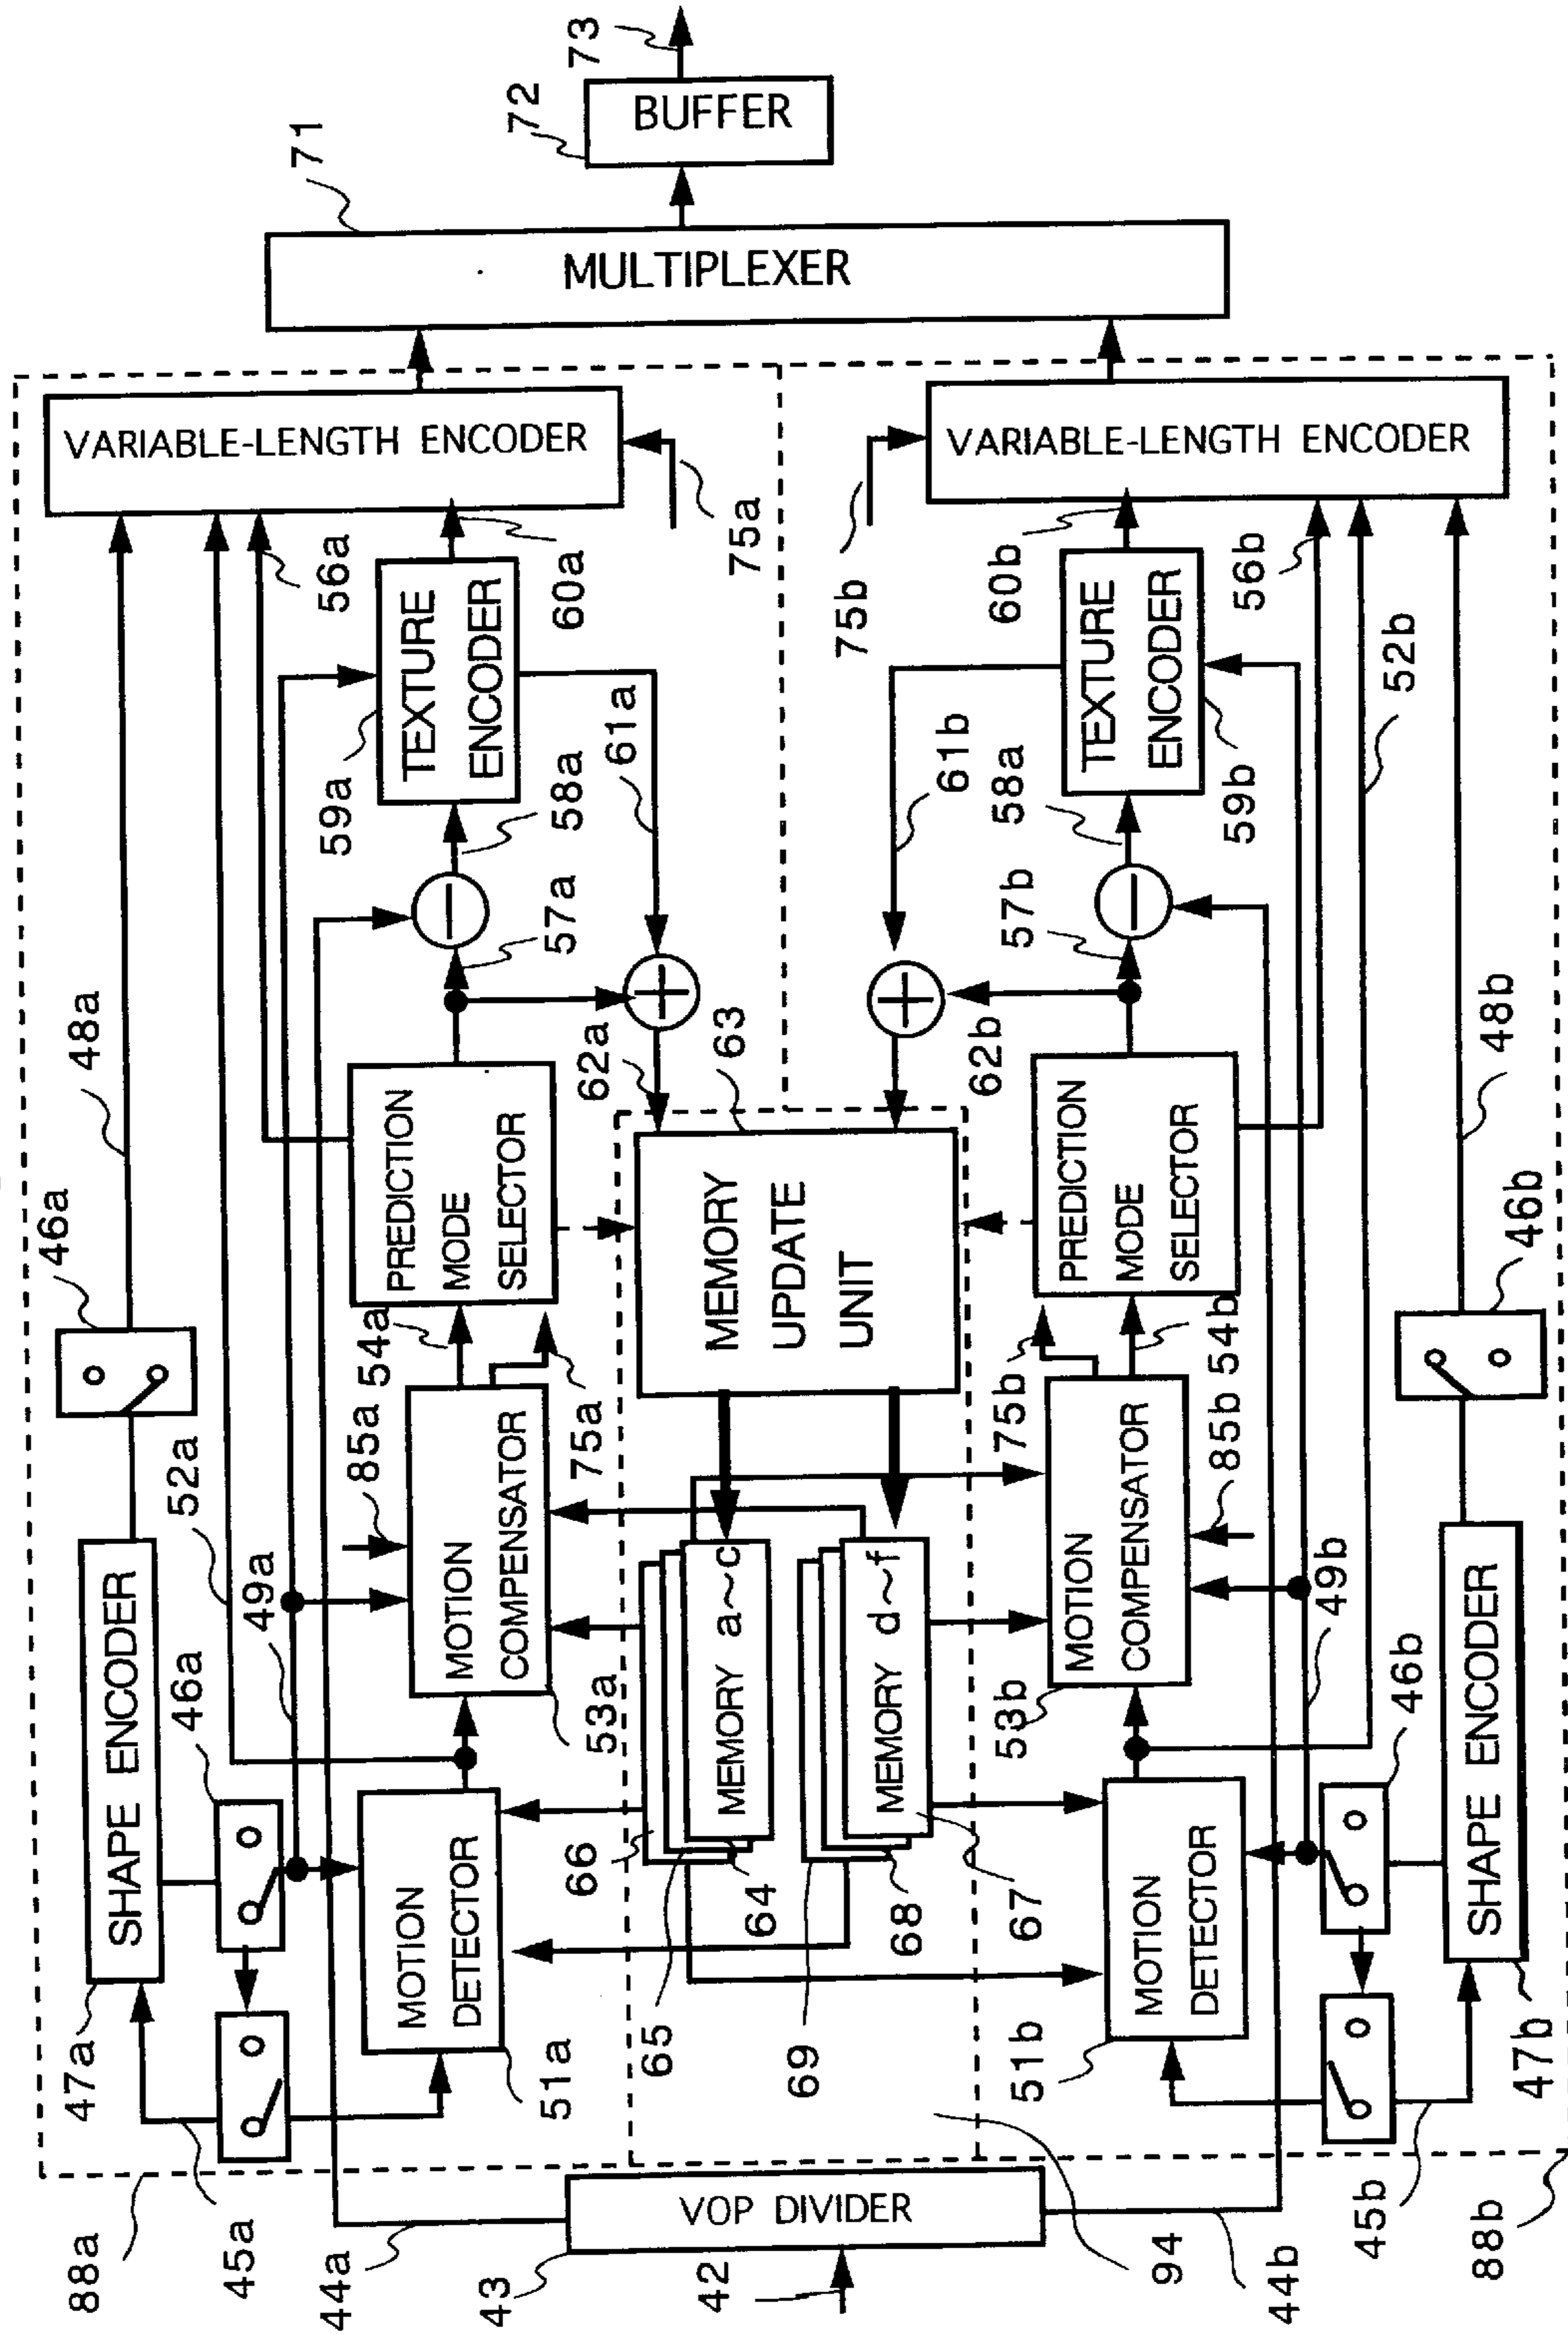 88a
45a
44a
43
42
94
44b
45b
88b
VOP DIVIDER
47a
SHAPE ENCODER
46a
49a
52a
46a
48a
MOTION
DETECTOR
51a
MOTION
COMPENSATOR
53a
85a
54a
75a
PREDICTION
MODE
SELECTOR
57a
58a
59a
TEXTURE
ENCODER
60a
61a
62a
56a
VARIABLE-LENGTH ENCODER
75a
63
MEMORY
UPDATE
UNIT
MEMORY a~c
66
65
64
MEMORY d~f
69
68
67
71
MULTIPLEXER
72
BUFFER
73
51b
MOTION
DETECTOR
53b
MOTION
COMPENSATOR
75b
54b
85b
49b
PREDICTION
MODE
SELECTOR
62b
57b
58a
61b
TEXTURE
ENCODER
59b
60b
75b
56b
52b
VARIABLE-LENGTH ENCODER
46b
47b
SHAPE ENCODER
46b
48b